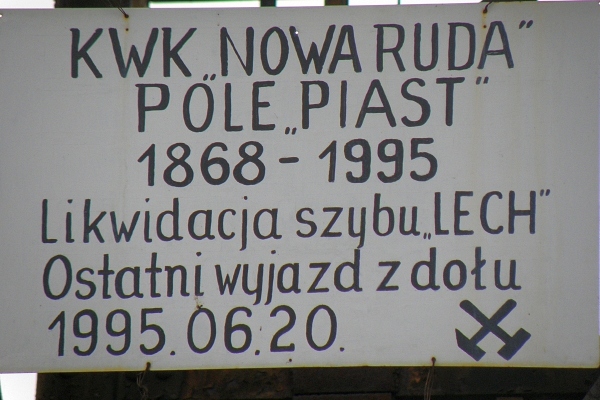 KWK „NOWA RUDA"
POLE „PIAST"
1868 - 1995
Likwidacja szybu „LECH"
Ostatni wyjazd z dołu
1995.06.20.